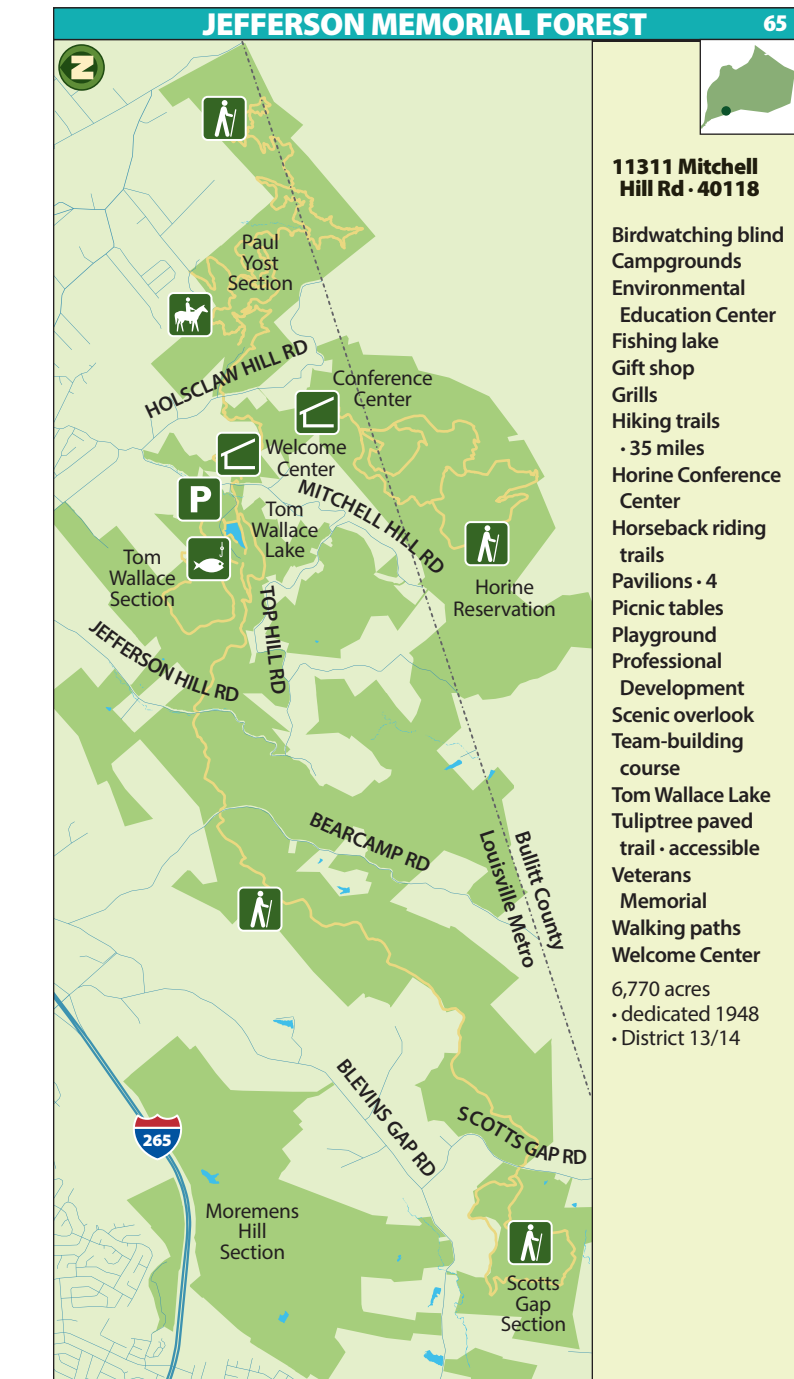 JEFFERSON MEMORIAL FOREST
65
N
Paul
Yost
Section
HOLSCLAW HILL RD
Conference
Center
Welcome
Center
P
MITCHELL HILL RD
Tom
Wallace
Lake
Tom
Wallace
Section
Horine
Reservation
TOP HILL RD
JEFFERSON HILL RD
BEARCAMP RD
Bullitt County
Louisville Metro
BLEVINS GAP RD
SCOTTS GAP RD
265
Moremens
Hill
Section
Scotts
Gap
Section
11311 Mitchell
Hill Rd · 40118
Birdwatching blind
Campgrounds
Environmental
Education Center
Fishing lake
Gift shop
Grills
Hiking trails
· 35 miles
Horine Conference
Center
Horseback riding
trails
Pavilions · 4
Picnic tables
Playground
Professional
Development
Scenic overlook
Team-building
course
Tom Wallace Lake
Tuliptree paved
trail · accessible
Veterans
Memorial
Walking paths
Welcome Center
6,770 acres
· dedicated 1948
· District 13/14